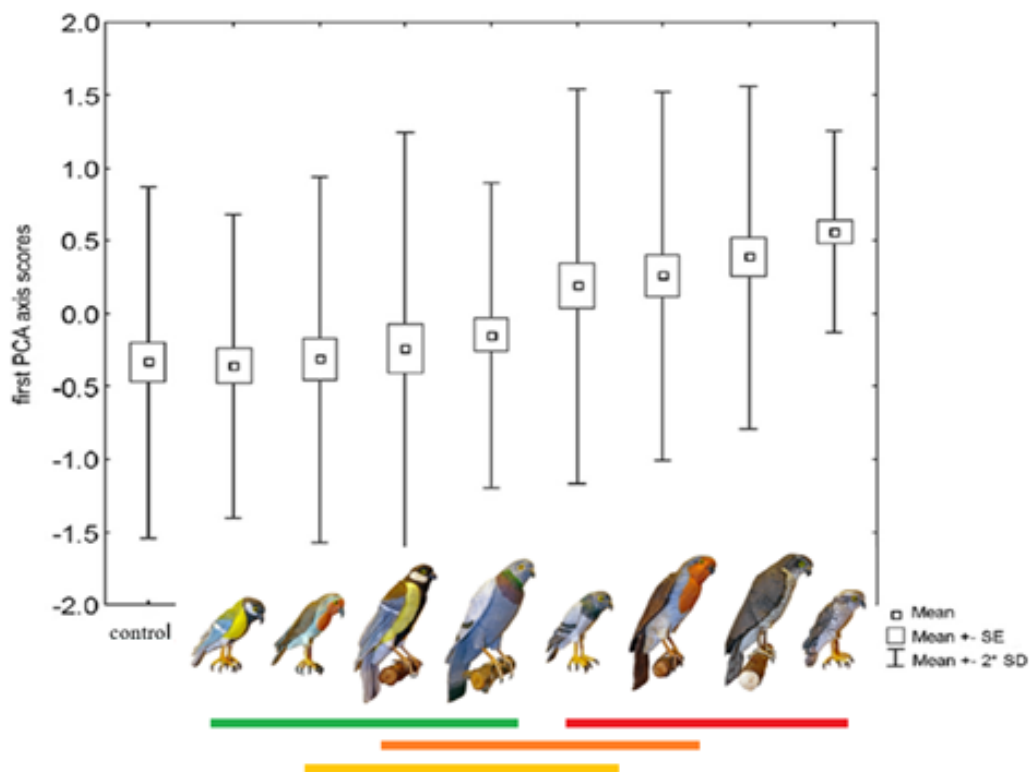 2.0
1.5
1.0
0.5
0.0
-0.5
-1.0
-1.5
-2.0
first PCA axis scores
control
Mean
Mean +- SE
Mean +- 2* SD